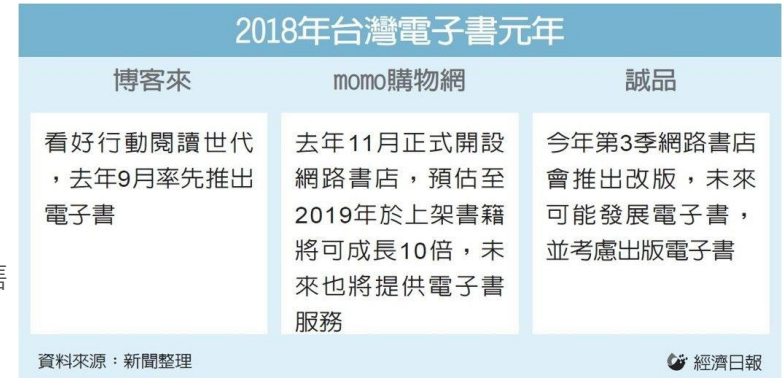 2018年台灣電子書元年
博客來
看好行動閱讀世代
，去年9月率先推出
電子書
momo購物網
去年11月正式開設
網路書店，預估至
2019年於上架書籍
將可成長10倍，未
來也將提供電子書
服務
誠品
今年第3季網路書店
會推出改版，未來
可能發展電子書，
並考慮出版電子書
資料來源：新聞整理
經濟日報